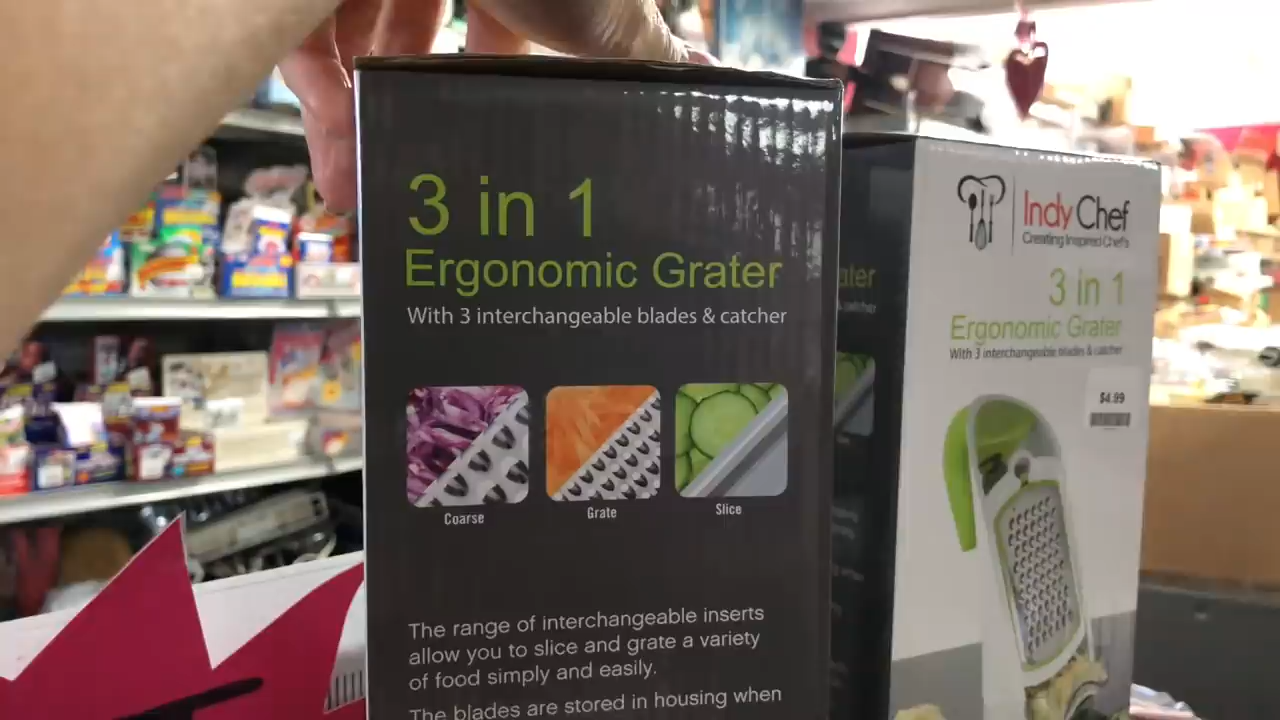 3 in 1
Ergonomic Grater
With 3 interchangeable blades & catcher
Coarse
Grate
Slice
The range of interchangeable inserts
allow you to slice and grate a variety
of food simply and easily.
The blades are stored in housing when
Indy Chef
Creating Inspired Chef's
3 in 1
Ergonomic Grater
With 3 interchangeable blades & catcher
$4.99